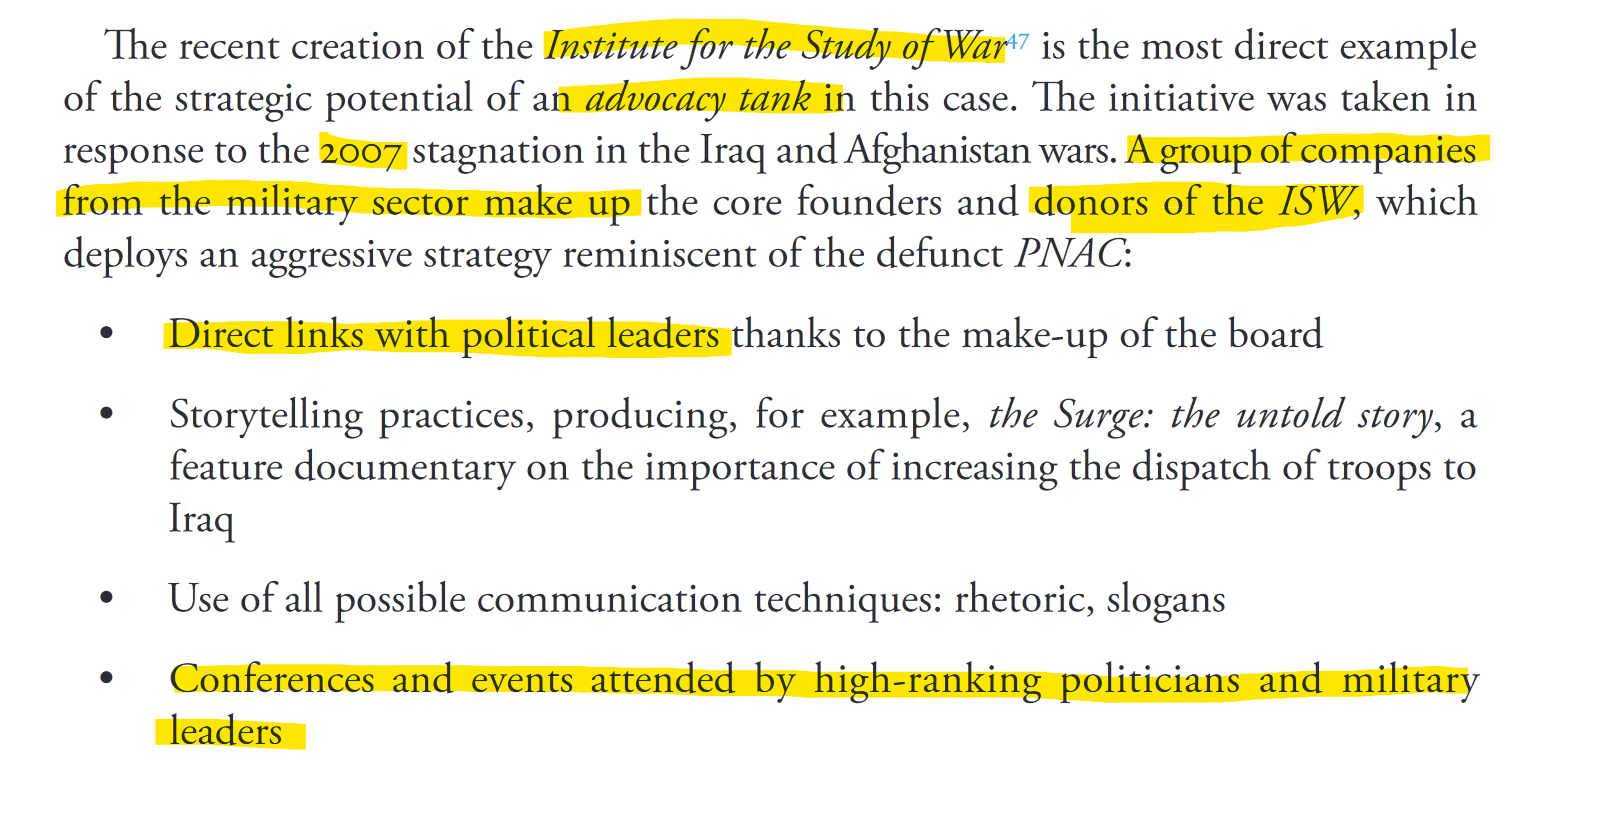 The recent creation of the Institute for the Study of War47 is the most direct example
of the strategic potential of an advocacy tank in this case. The initiative was taken in
response to the 2007 stagnation in the Iraq and Afghanistan wars. A group of companies
from the military sector make up the core founders and donors of the ISW, which
deploys an aggressive strategy reminiscent of the defunct PNAC:
• Direct links with political leaders thanks to the make-up of the board
• Storytelling practices, producing, for example, the Surge: the untold story, a
feature documentary on the importance of increasing the dispatch of troops to
Iraq
• Use of all possible communication techniques: rhetoric, slogans
• Conferences and events attended by high-ranking politicians and military
leaders